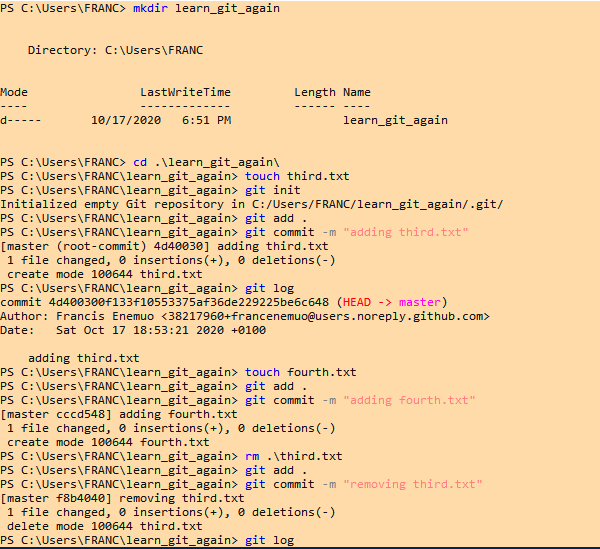 PS C:\Users\FRANC> mkdir learn_git_again
Directory: C:\Users\FRANC
Mode LastWriteTime Length Name
---- ------------- ------ ----
d----- 10/17/2020 6:51 PM learn_git_again
PS C:\Users\FRANC> cd .\learn_git_again\
PS C:\Users\FRANC\learn_git_again> touch third.txt
PS C:\Users\FRANC\learn_git_again> git init
Initialized empty Git repository in C:/Users/FRANC/learn_git_again/.git/
PS C:\Users\FRANC\learn_git_again> git add .
PS C:\Users\FRANC\learn_git_again> git commit -m "adding third.txt"
[master (root-commit) 4d40030] adding third.txt
1 file changed, 0 insertions(+), 0 deletions(-)
create mode 100644 third.txt
PS C:\Users\FRANC\learn_git_again> git log
commit 4d400300f133f10553375af36de229225be6c648 (HEAD -> master)
Author: Francis Enemuo <38217960+francenemuo@users.noreply.github.com>
Date: Sat Oct 17 18:53:21 2020 +0100
adding third.txt
PS C:\Users\FRANC\learn_git_again> touch fourth.txt
PS C:\Users\FRANC\learn_git_again> git add .
PS C:\Users\FRANC\learn_git_again> git commit -m "adding fourth.txt"
[master cccd548] adding fourth.txt
1 file changed, 0 insertions(+), 0 deletions(-)
create mode 100644 fourth.txt
PS C:\Users\FRANC\learn_git_again> rm .\third.txt
PS C:\Users\FRANC\learn_git_again> git add .
PS C:\Users\FRANC\learn_git_again> git commit -m "removing third.txt"
[master f8b4040] removing third.txt
1 file changed, 0 insertions(+), 0 deletions(-)
delete mode 100644 third.txt
PS C:\Users\FRANC\learn_git_again> git log